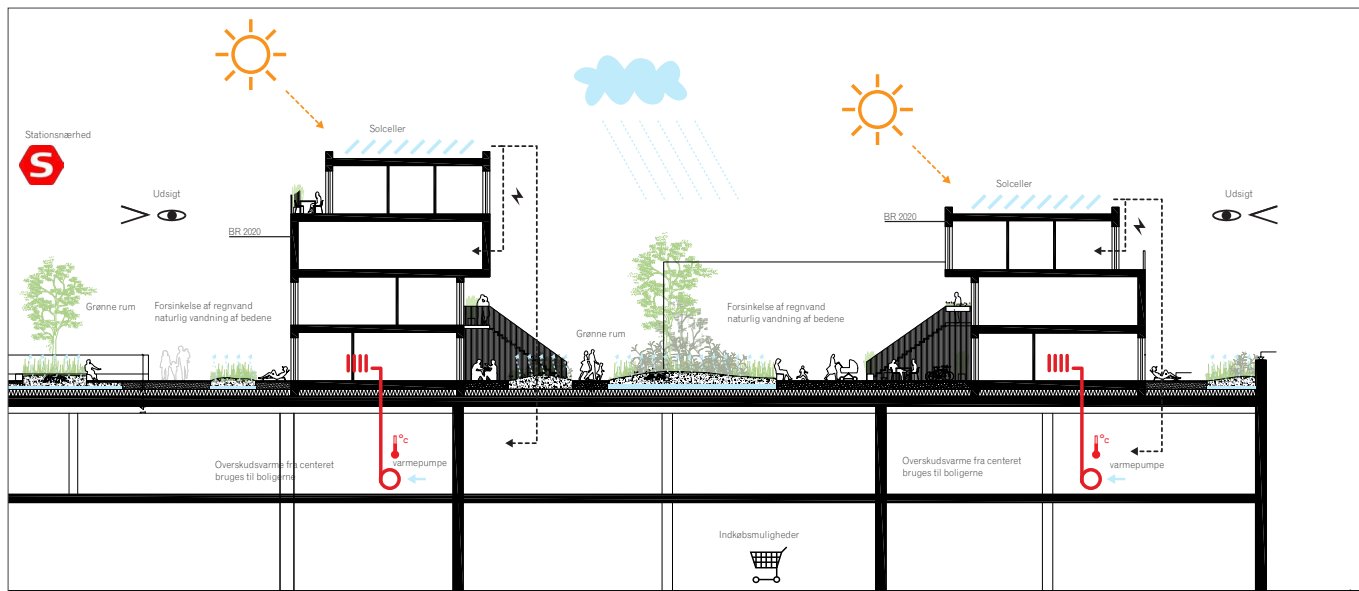 Solceller
Stationsnærhed
S
Udsigt
BR 2020
Grønne rum
Forsinkelse af regnvand
naturlig vandning af bedene
Grønne rum
Forsinkelse af regnvand
naturlig vandning af bedene
Solceller
Udsigt
BR 2020
°c
Overskudsvarme fra centeret
bruges til boligerne
varmepumpe
°c
Overskudsvarme fra centeret
bruges til boligerne
varmepumpe
Indkøbsmuligheder